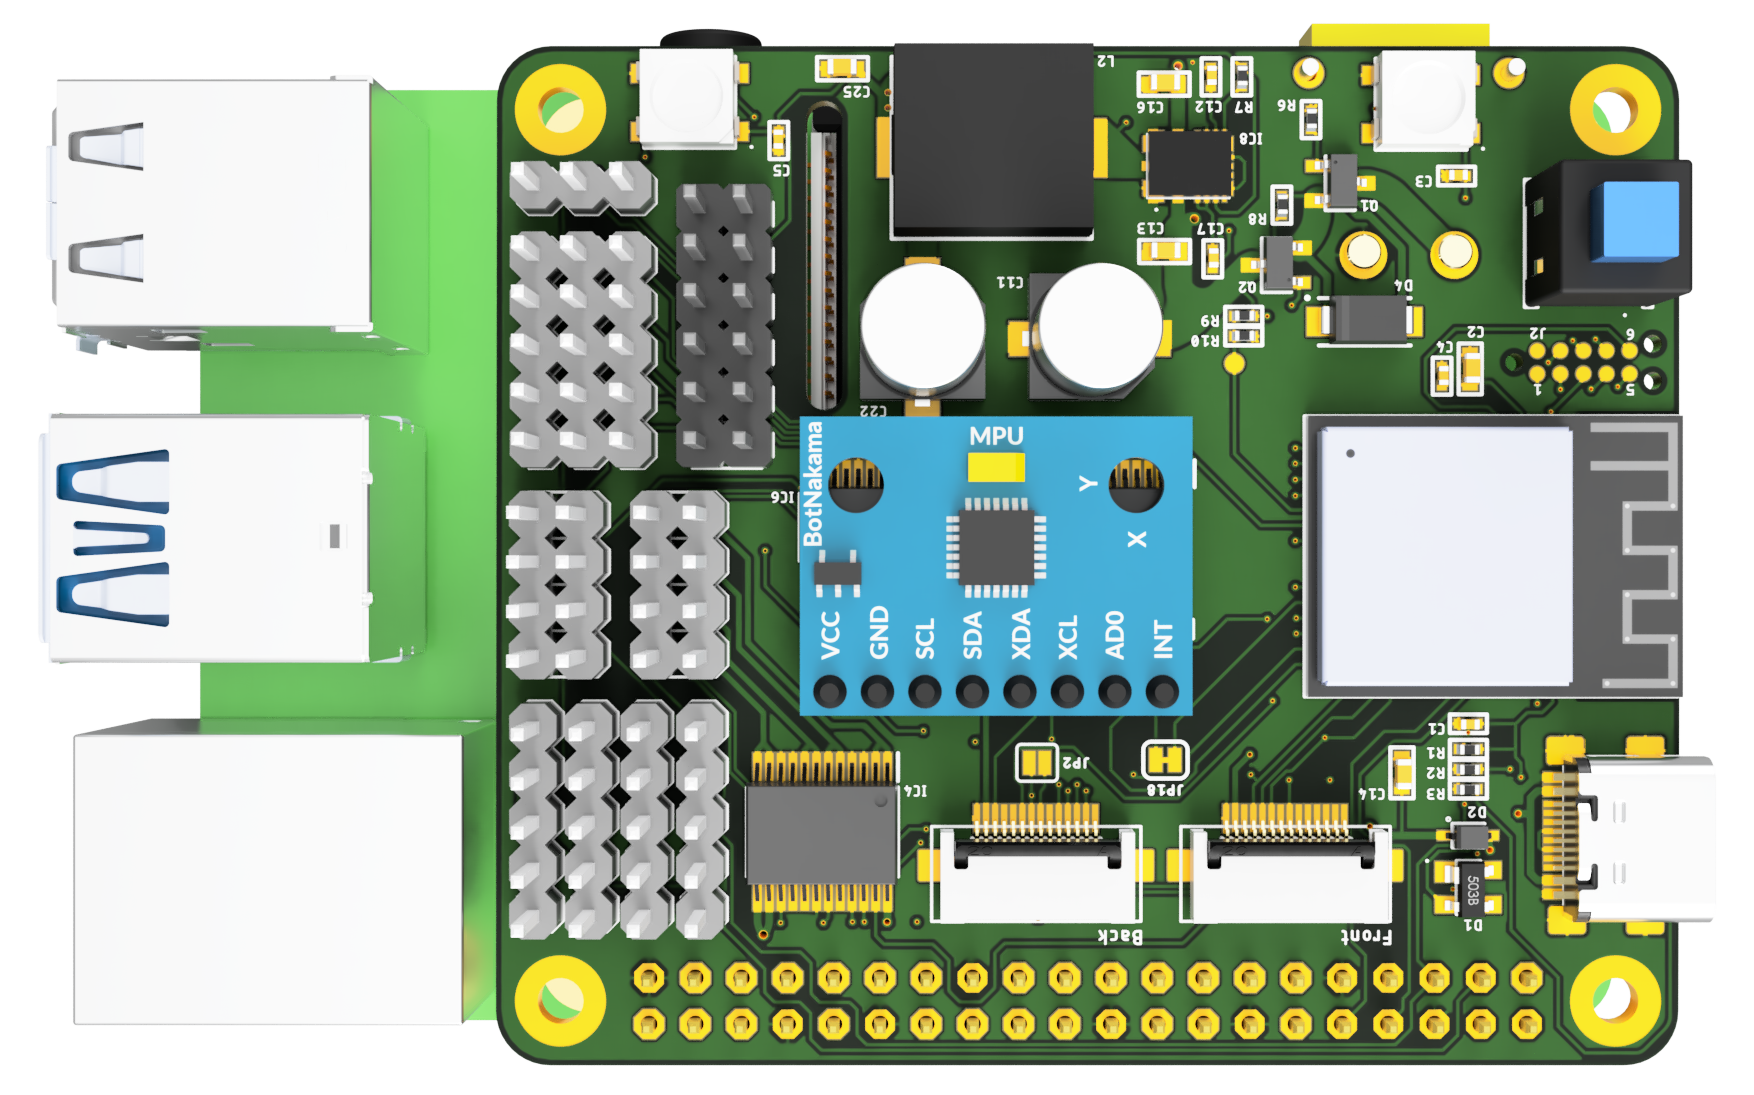 L2
C25
C16
C12
R7
R6
IC8
C5
C3
Q1
R8
C13
C17
Q2
C11
D4
R9
R10
J2
6
C2
C4
1
5
C22
BotNakama
MPU
IC6
Y
X
VCC
GND
SCL
SDA
XDA
XCL
AD0
INT
C1
R1
R2
R3
JP2
JP18
IC4
C14
D2
503B
D1
Back
Front